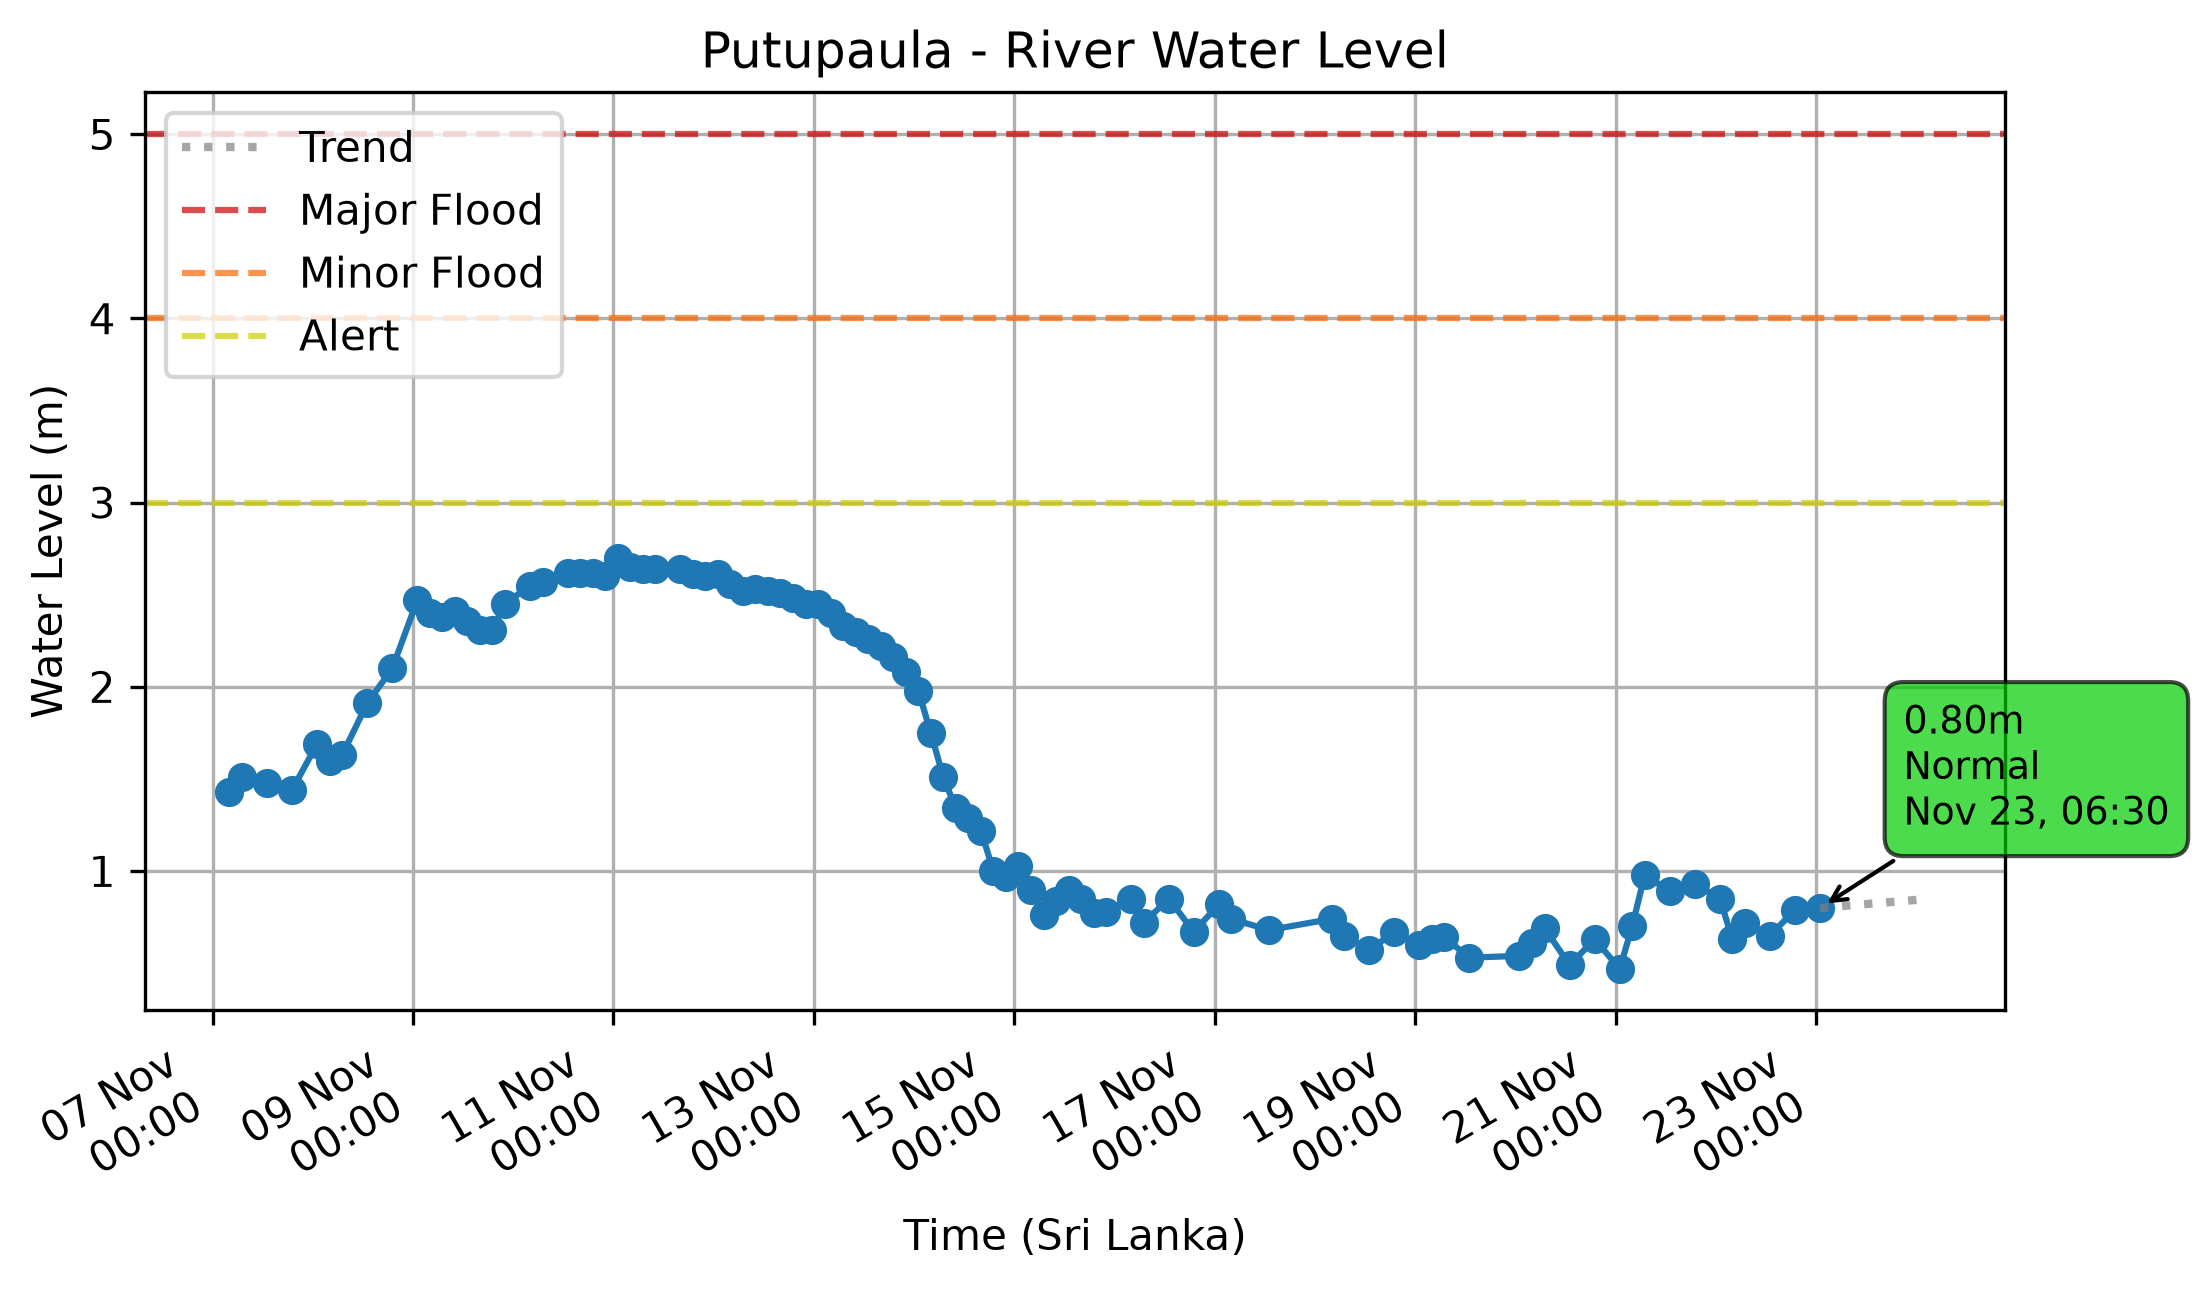 Putupaula - River Water Level
Water Level (m)
5
4
3
2
1
Trend
Major Flood
Minor Flood
Alert
0.80m
Normal
Nov 23, 06:30
07 Nov
00:00
09 Nov
00:00
11 Nov
00:00
13 Nov
00:00
15 Nov
00:00
17 Nov
00:00
19 Nov
00:00
21 Nov
00:00
23 Nov
00:00
Time (Sri Lanka)